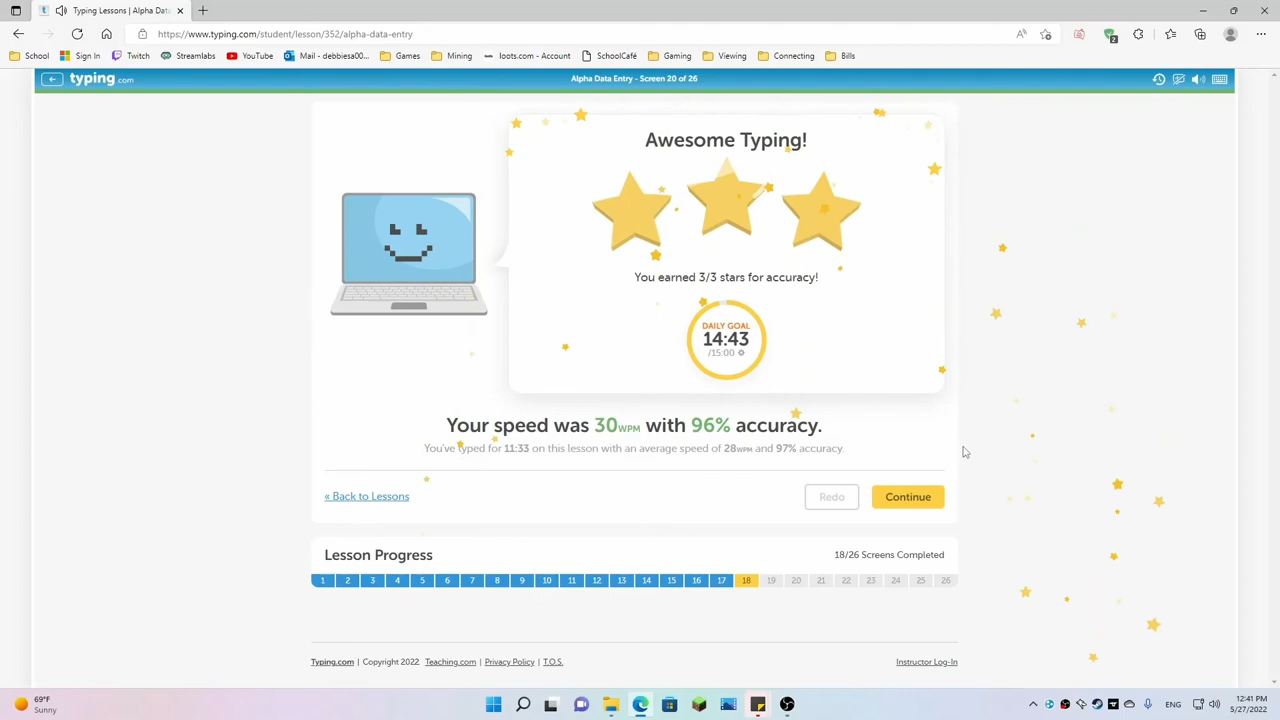 Typing Lessons | Alpha Da
https://www.typing.com/student/lesson/352/alpha-data-entry
2
School
Sign In
Twitch
Streamlabs
YouTube
Mail - debbiesa00...
Games
Mining
loots.com - Account
SchoolCafé
Gaming
Viewing
Connecting
Bills
typing.com
Alpha Data Entry - Screen 20 of 26
Awesome Typing!
You earned 3/3 stars for accuracy!
DAILY GOAL
14:43
/15:00
Your speed was 30WPM with 96% accuracy.
You've typed for 11:33 on this lesson with an average speed of 28WPM and 97% accuracy.
« Back to Lessons
Redo
Continue
Lesson Progress
18/26 Screens Completed
1 2 3 4 5 6 7 8 9 10 11 12 13 14 15 16 17 18 19 20 21 22 23 24 25 26
Typing.com | Copyright 2022 Teaching.com | Privacy Policy | T.O.S.
Instructor Log-In
69°F
Sunny
ENG
12:41 PM
5/27/2022